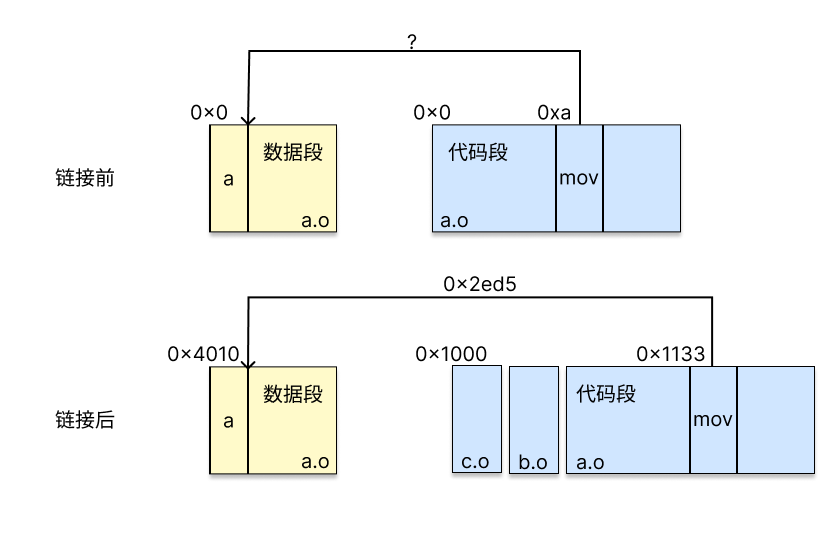 ?
0×0
0×0
0xa
链接前
a
数据段
a.o
代码段
a.o
mov
0×2ed5
0×4010
0×1000
0×1133
链接后
a
数据段
a.o
c.o
b.o
代码段
a.o
mov